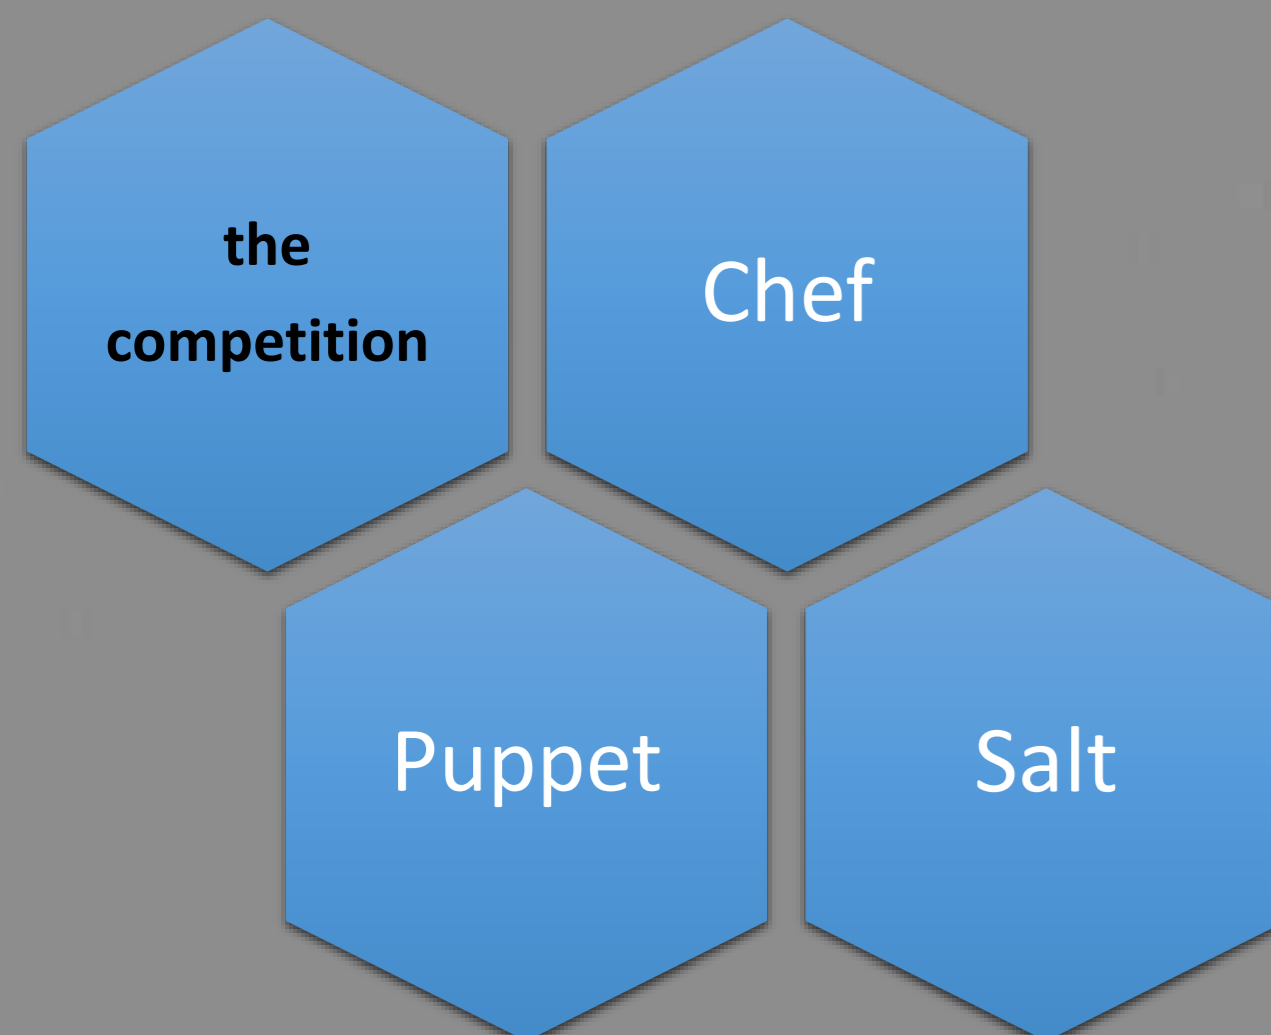 the
competition
Chef
Puppet
Salt